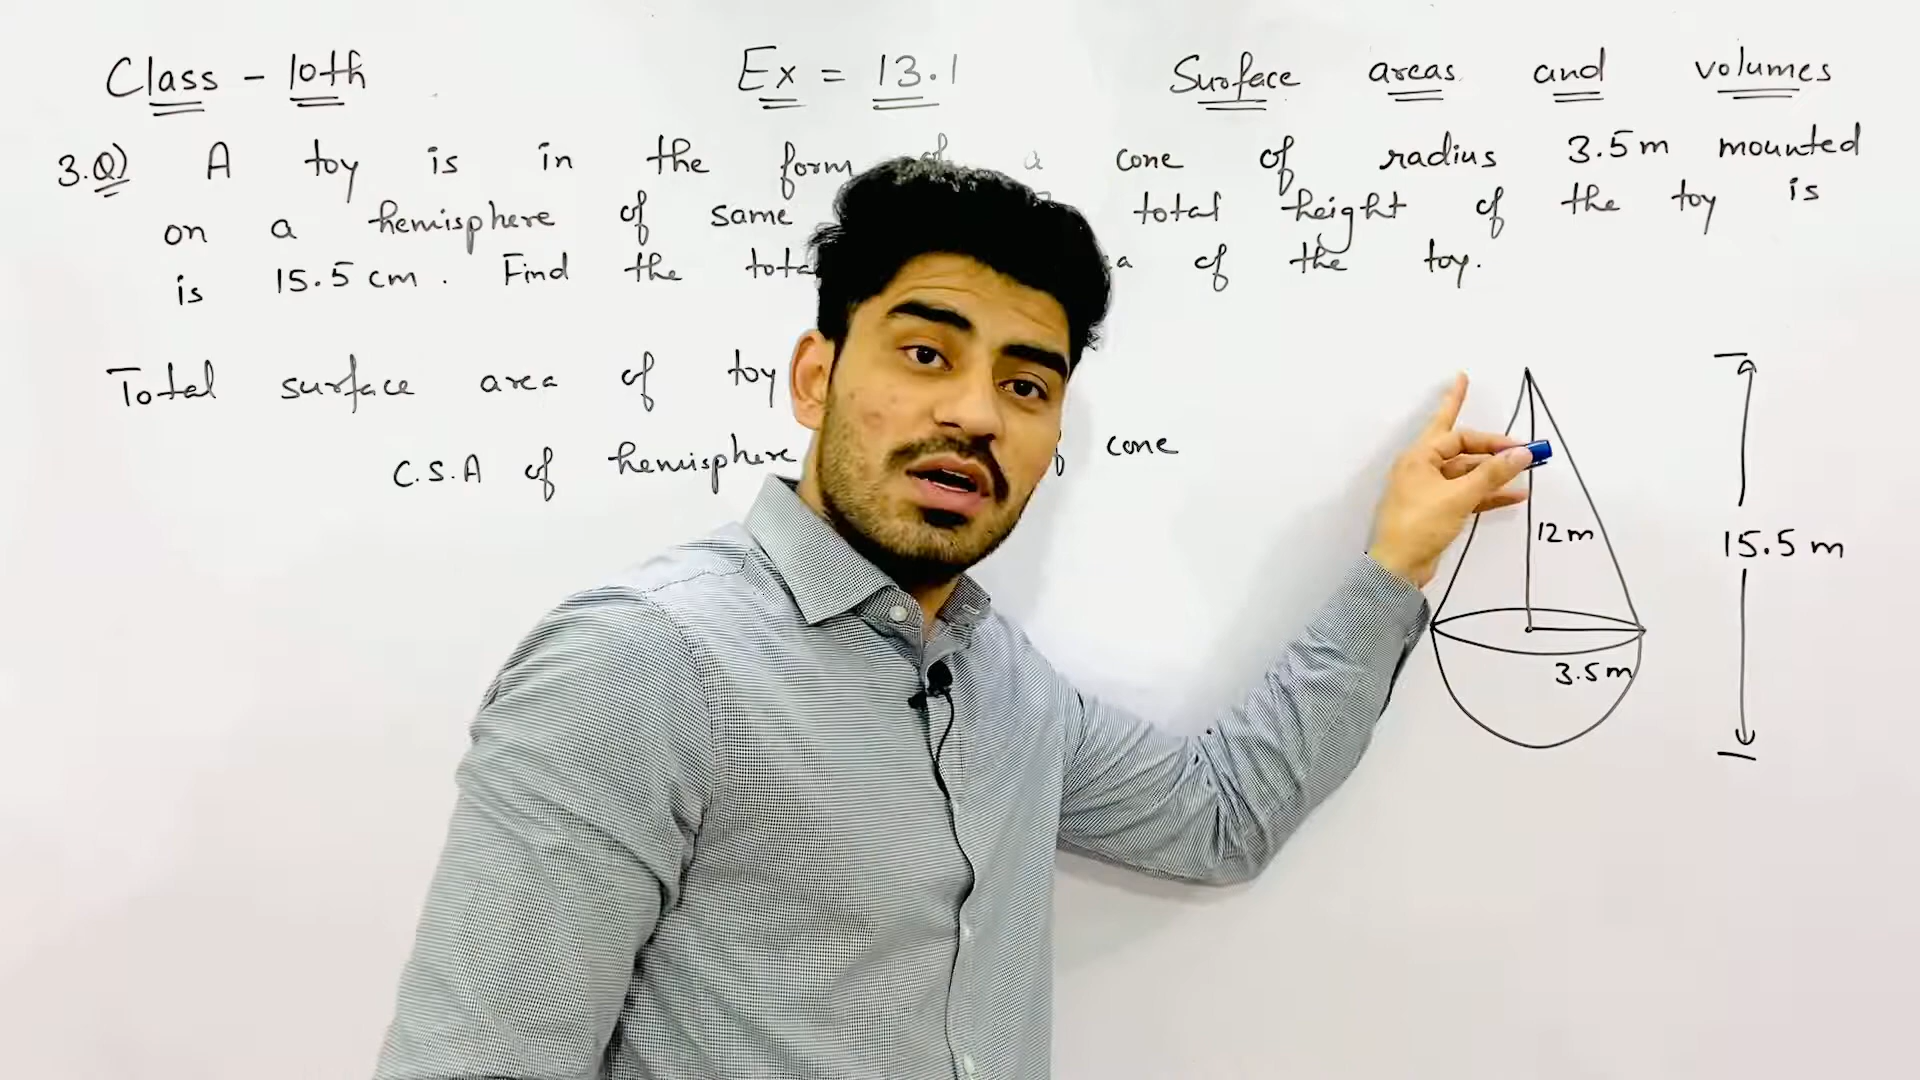 Class - 10th Ex = 13.1 Surface areas and volumes
3.Q) A toy is in the form of a cone of radius 3.5m mounted
on a hemisphere of same total height of the toy is
is 15.5 cm. Find the of the toy.
Total surface area of toy
C.S.A of hemisphere cone
12m
15.5 m
3.5m